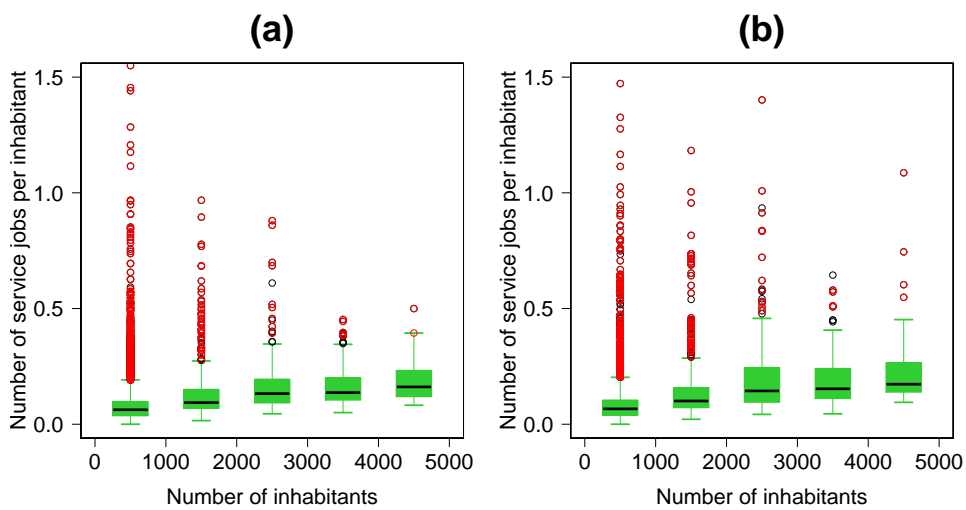 (a)
Number of service jobs per inhabitant
1.5
1.0
0.5
0.0
0 1000 2000 3000 4000 5000
Number of inhabitants
(b)
Number of service jobs per inhabitant
1.5
1.0
0.5
0.0
0 1000 2000 3000 4000 5000
Number of inhabitants